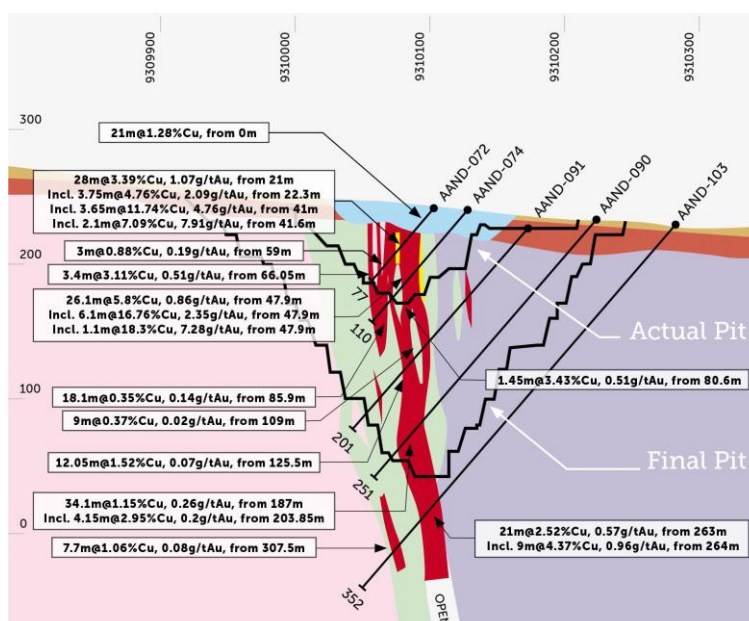 9309900
9310000
9310100
9310200
9310300
300
200
100
0
21m@1.28%Cu, from 0m
AAND-072
AAND-074
AAND-091
AAND-090
AAND-103
28m@3.39%Cu, 1.07g/tAu, from 21m
Incl. 3.75m@4.76%Cu, 2.09g/tAu, from 22.3m
Incl. 3.65m@11.74%Cu, 4.76g/tAu, from 41m
Incl. 2.1m@7.09%Cu, 7.91g/tAu, from 41.6m
3m@0.88%Cu, 0.19g/tAu, from 59m
3.4m@3.11%Cu, 0.51g/tAu, from 66.05m
26.1m@5.8%Cu, 0.86g/tAu, from 47.9m
Incl. 6.1m@16.76%Cu, 2.35g/tAu, from 47.9m
Incl. 1.1m@18.3%Cu, 7.28g/tAu, from 47.9m
77
110
Actual Pit
1.45m@3.43%Cu, 0.51g/tAu, from 80.6m
18.1m@0.35%Cu, 0.14g/tAu, from 85.9m
9m@0.37%Cu, 0.02g/tAu, from 109m
201
12.05m@1.52%Cu, 0.07g/tAu, from 125.5m
251
Final Pit
34.1m@1.15%Cu, 0.26g/tAu, from 187m
Incl. 4.15m@2.95%Cu, 0.2g/tAu, from 203.85m
21m@2.52%Cu, 0.57g/tAu, from 263m
Incl. 9m@4.37%Cu, 0.96g/tAu, from 264m
7.7m@1.06%Cu, 0.08g/tAu, from 307.5m
352
OPEN